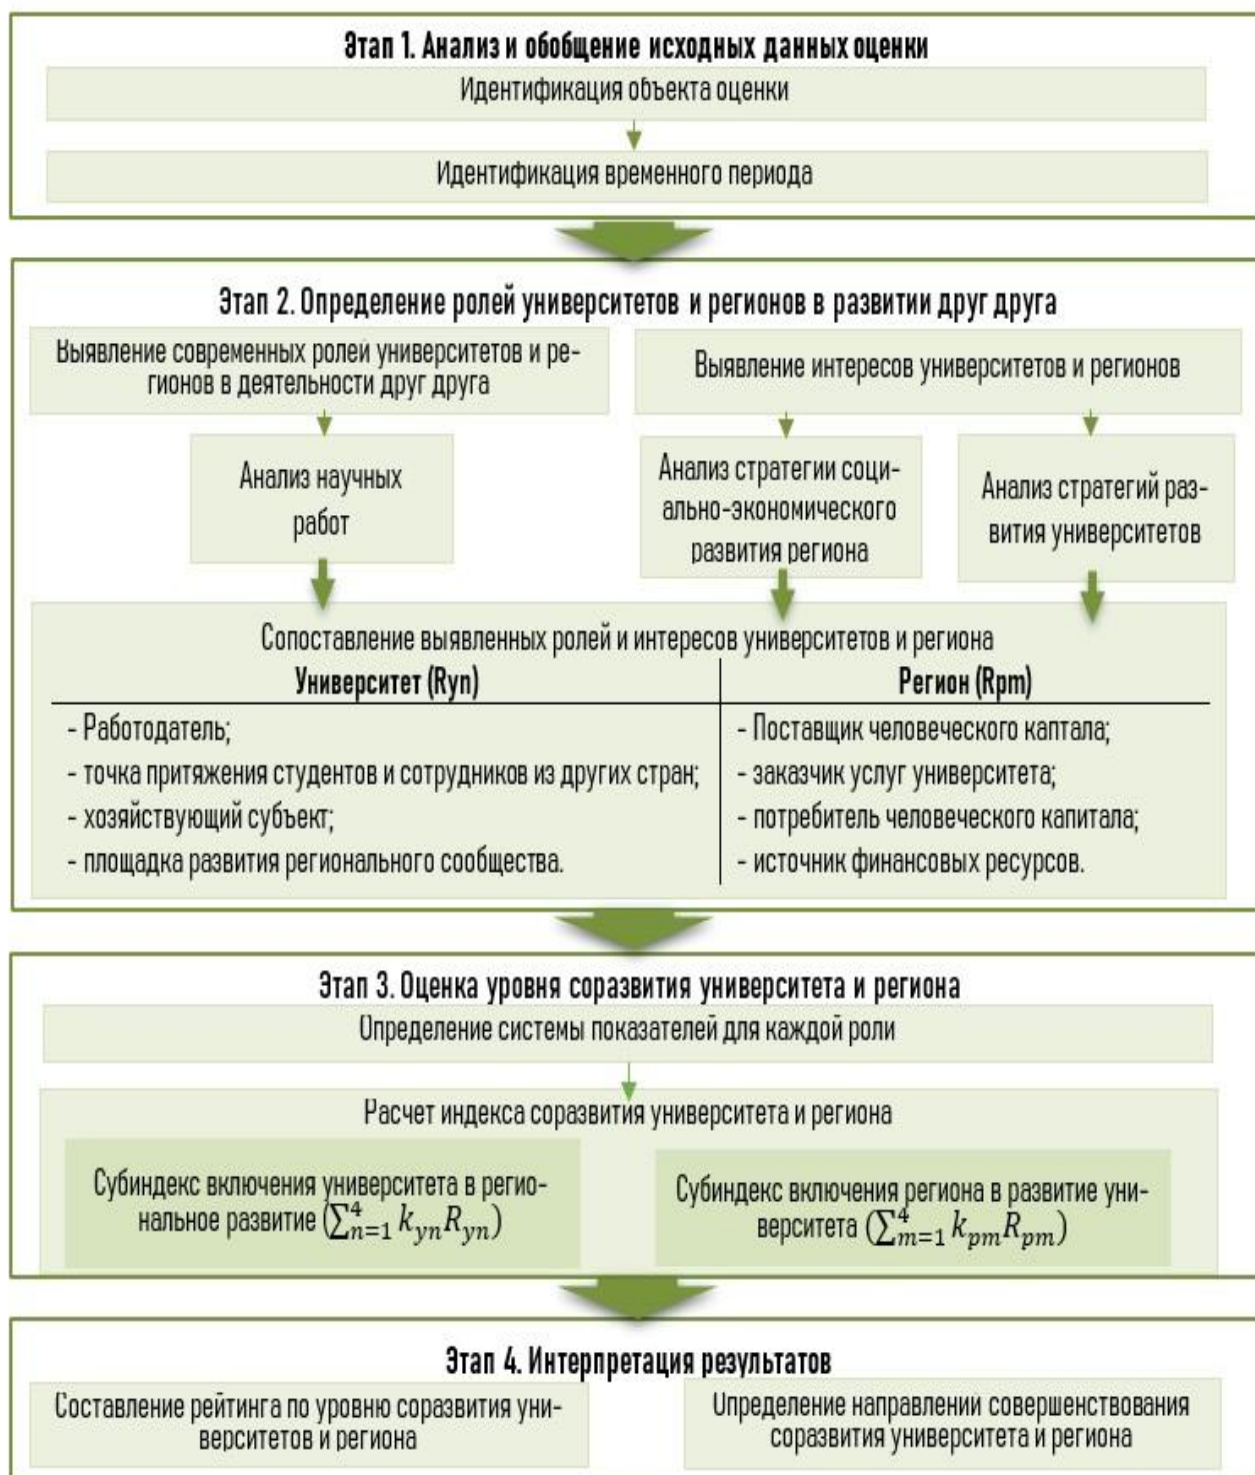 Этап 1. Анализ и обобщение исходных данных оценки
Идентификация объекта оценки
Идентификация временного периода
Этап 2. Определение ролей университетов и регионов в развитии друг друга
Выявление современных ролей университетов и ре-
гионов в деятельности друг друга
Выявление интересов университетов и регионов
Анализ научных
работ
Анализ стратегии соци-
ально-экономического
развития региона
Анализ стратегий раз-
вития университетов
Сопоставление выявленных ролей и интересов университетов и региона
Университет (Ryn)
- Работодатель;
- точка притяжения студентов и сотрудников из других стран;
- хозяйствующий субъект;
- площадка развития регионального сообщества.
Регион (Rpm)
- Поставщик человеческого каптала;
- заказчик услуг университета;
- потребитель человеческого капитала;
- источник финансовых ресурсов.
Этап 3. Оценка уровня соразвития университета и региона
Определение системы показателей для каждой роли
Расчет индекса соразвития университета и региона
Субиндекс включения университета в регио-
нальное развитие (∑⁴ₙ₌₁ kynRyn)
Субиндекс включения региона в развитие уни-
верситета (∑⁴ₘ₌₁ kpmRpm)
Этап 4. Интерпретация результатов
Составление рейтинга по уровню соразвития уни-
верситетов и региона
Определение направлении совершенствования
соразвития университета и региона